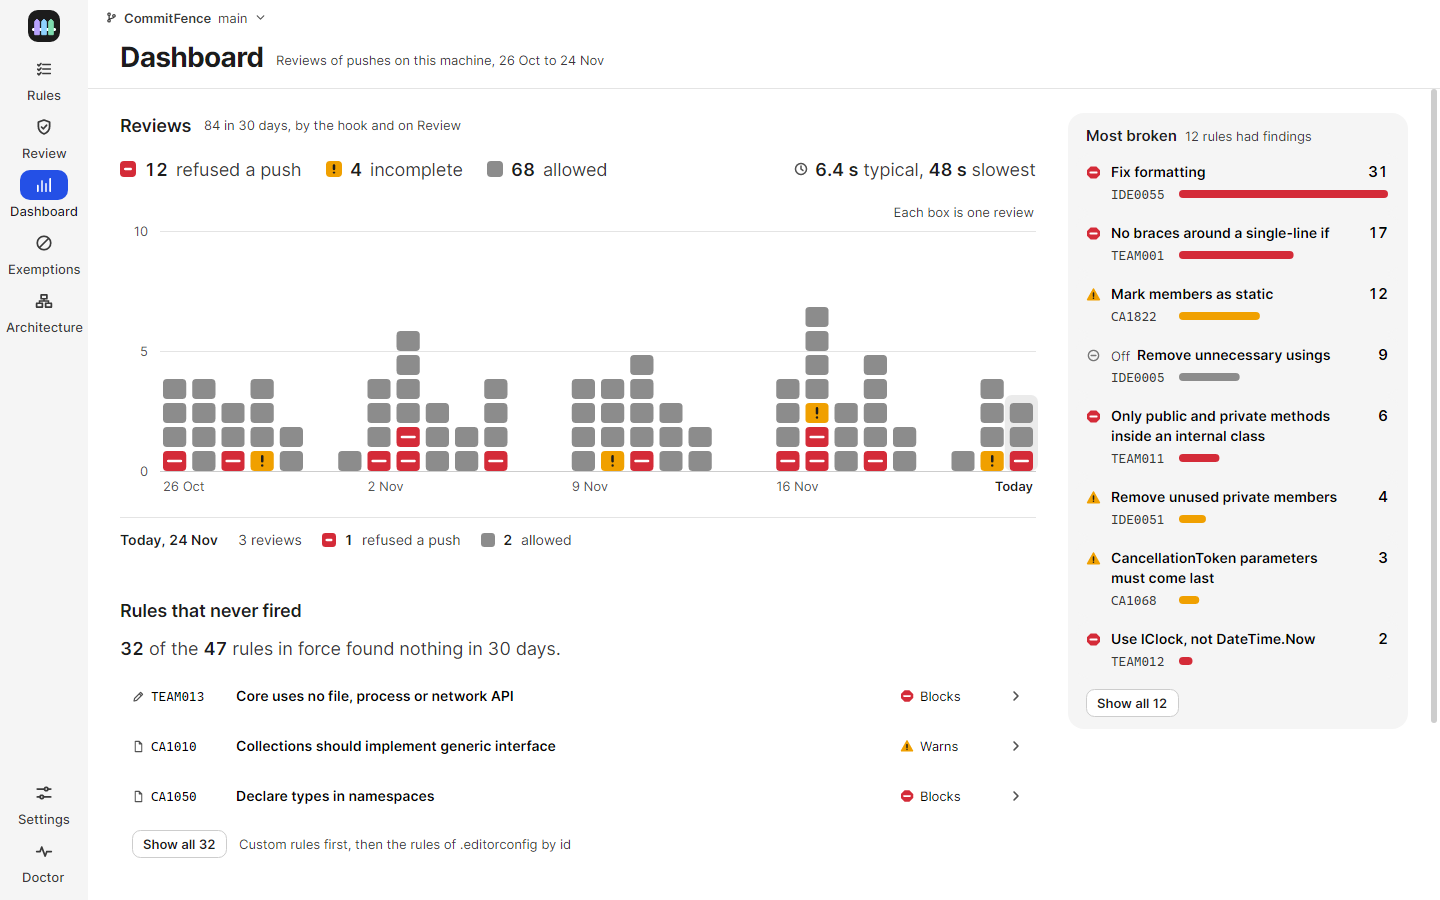 CommitFence main
Dashboard Reviews of pushes on this machine, 26 Oct to 24 Nov
Rules
Review
Dashboard
Exemptions
Architecture
Settings
Doctor
Reviews 84 in 30 days, by the hook and on Review
12 refused a push 4 incomplete 68 allowed 6.4 s typical, 48 s slowest
Each box is one review
10
5
0
26 Oct 2 Nov 9 Nov 16 Nov Today
Today, 24 Nov 3 reviews 1 refused a push 2 allowed
Rules that never fired
32 of the 47 rules in force found nothing in 30 days.
TEAM013 Core uses no file, process or network API Blocks
CA1010 Collections should implement generic interface Warns
CA1050 Declare types in namespaces Blocks
Show all 32 Custom rules first, then the rules of .editorconfig by id
Most broken 12 rules had findings
Fix formatting 31
IDE0055
No braces around a single-line if 17
TEAM001
Mark members as static 12
CA1822
Off Remove unnecessary usings 9
IDE0005
Only public and private methods 6
inside an internal class
TEAM011
Remove unused private members 4
IDE0051
CancellationToken parameters 3
must come last
CA1068
Use IClock, not DateTime.Now 2
TEAM012
Show all 12